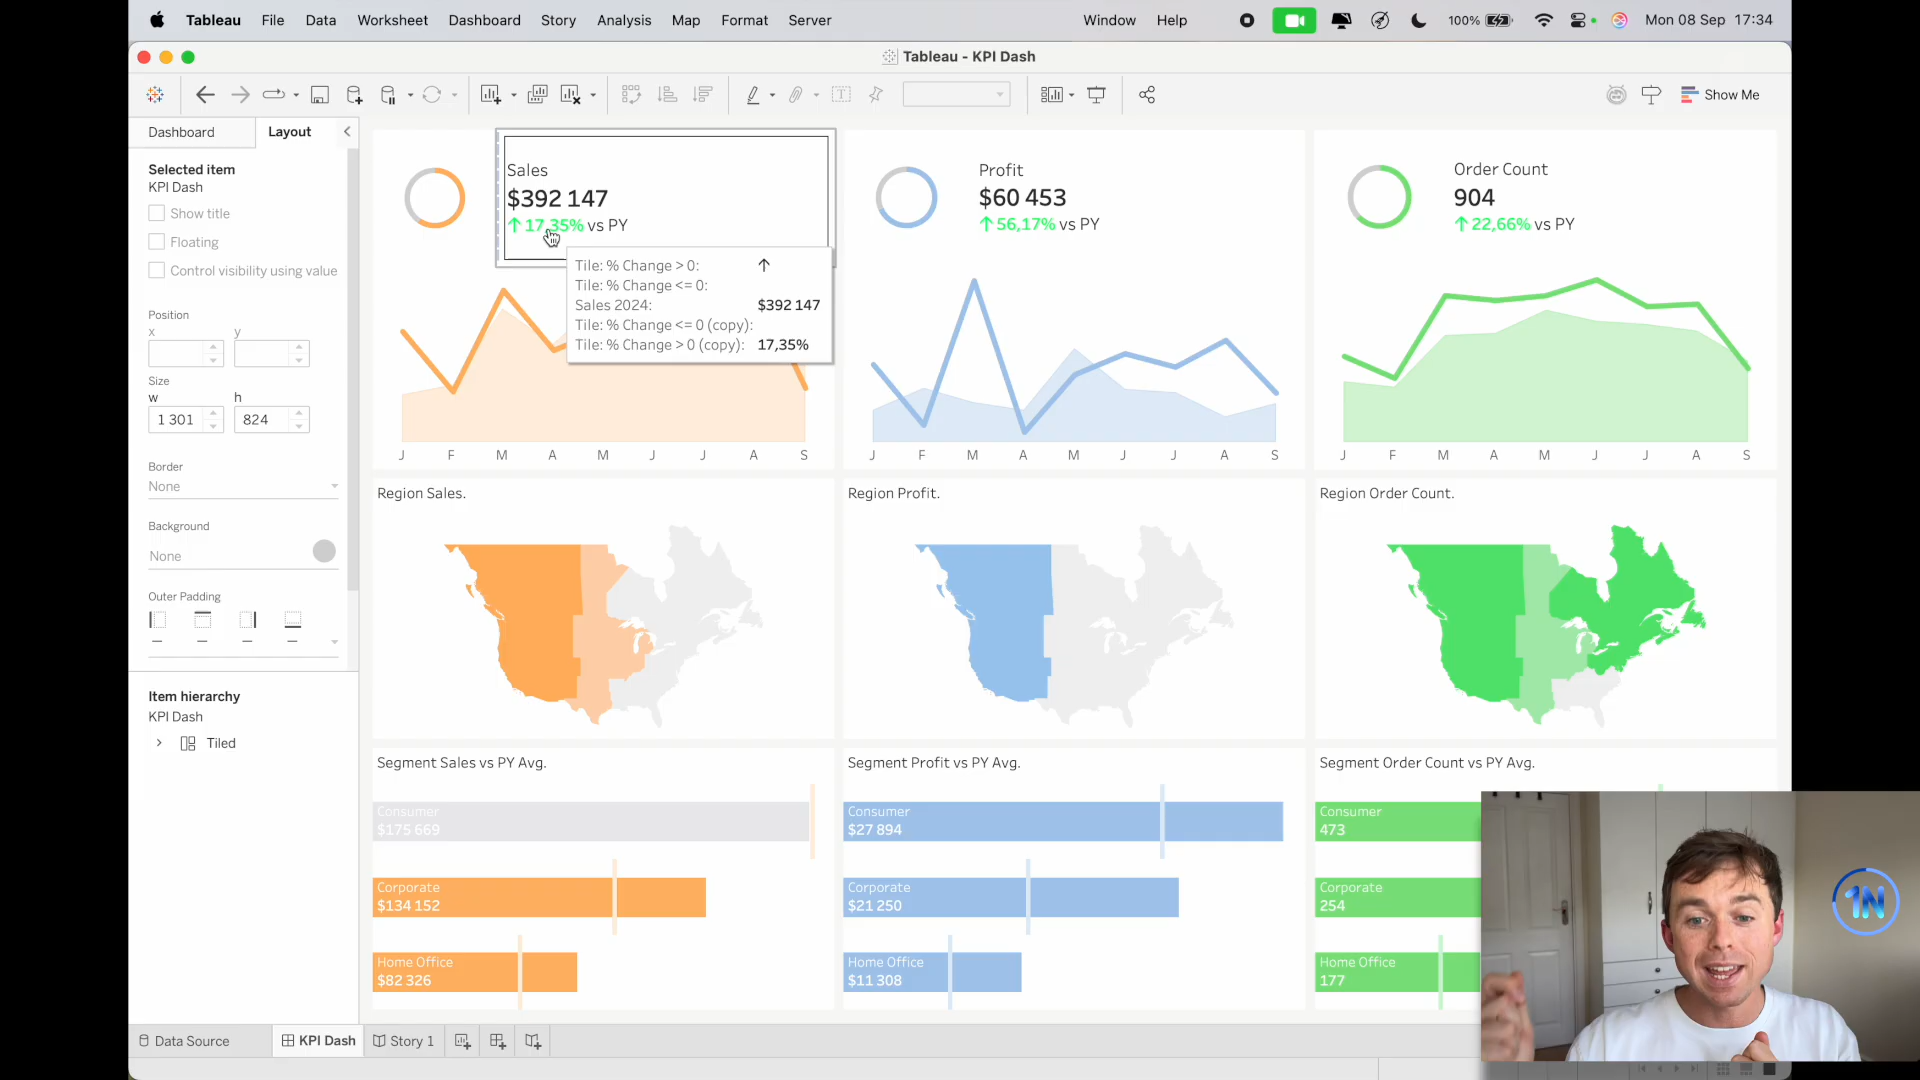 Tableau File Data Worksheet Dashboard Story Analysis Map Format Server Window Help 100% Mon 08 Sep 17:34
Tableau - KPI Dash
Show Me
Dashboard Layout
Selected item
KPI Dash
Show title
Floating
Control visibility using value
Position
x y
Size
w h
1 301 824
Border
None
Background
None
Outer Padding
Item hierarchy
KPI Dash
Tiled
Sales
$392 147
↑ 17,35% vs PY
Tile: % Change > 0: ↑
Tile: % Change <= 0:
Sales 2024: $392 147
Tile: % Change <= 0 (copy):
Tile: % Change > 0 (copy): 17,35%
J F M A M J J A S
Profit
$60 453
↑ 56,17% vs PY
J F M A M J J A S
Order Count
904
↑ 22,66% vs PY
J F M A M J J A S
Region Sales.
Region Profit.
Region Order Count.
Segment Sales vs PY Avg.
Consumer
$175 669
Corporate
$134 152
Home Office
$82 326
Segment Profit vs PY Avg.
Consumer
$27 894
Corporate
$21 250
Home Office
$11 308
Segment Order Count vs PY Avg.
Consumer
473
Corporate
254
Home Office
177
1N
Data Source KPI Dash Story 1